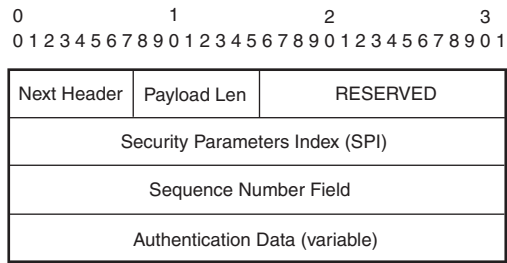 0 1 2 3
0 1 2 3 4 5 6 7 8 9 0 1 2 3 4 5 6 7 8 9 0 1 2 3 4 5 6 7 8 9 0 1
Next Header Payload Len RESERVED
Security Parameters Index (SPI)
Sequence Number Field
Authentication Data (variable)